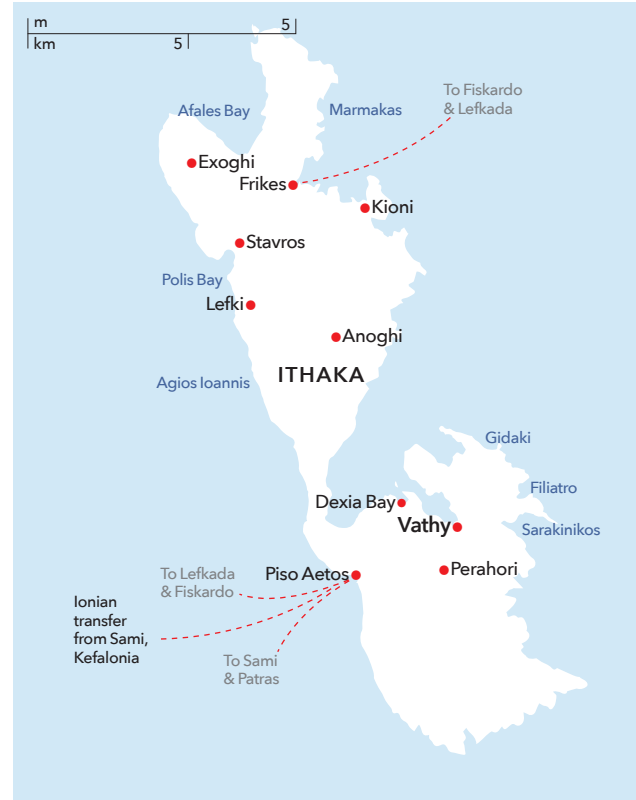 m 5
km 5
To Fiskardo
& Lefkada
Afales Bay
Marmakas
Exoghi
Frikes
Kioni
Stavros
Polis Bay
Lefki
Anoghi
ITHAKA
Agios Ioannis
Gidaki
Filiatro
Dexia Bay
Vathy
Sarakinikos
Piso Aetos
Perahori
To Lefkada
& Fiskardo
Ionian
transfer
from Sami,
Kefalonia
To Sami
& Patras